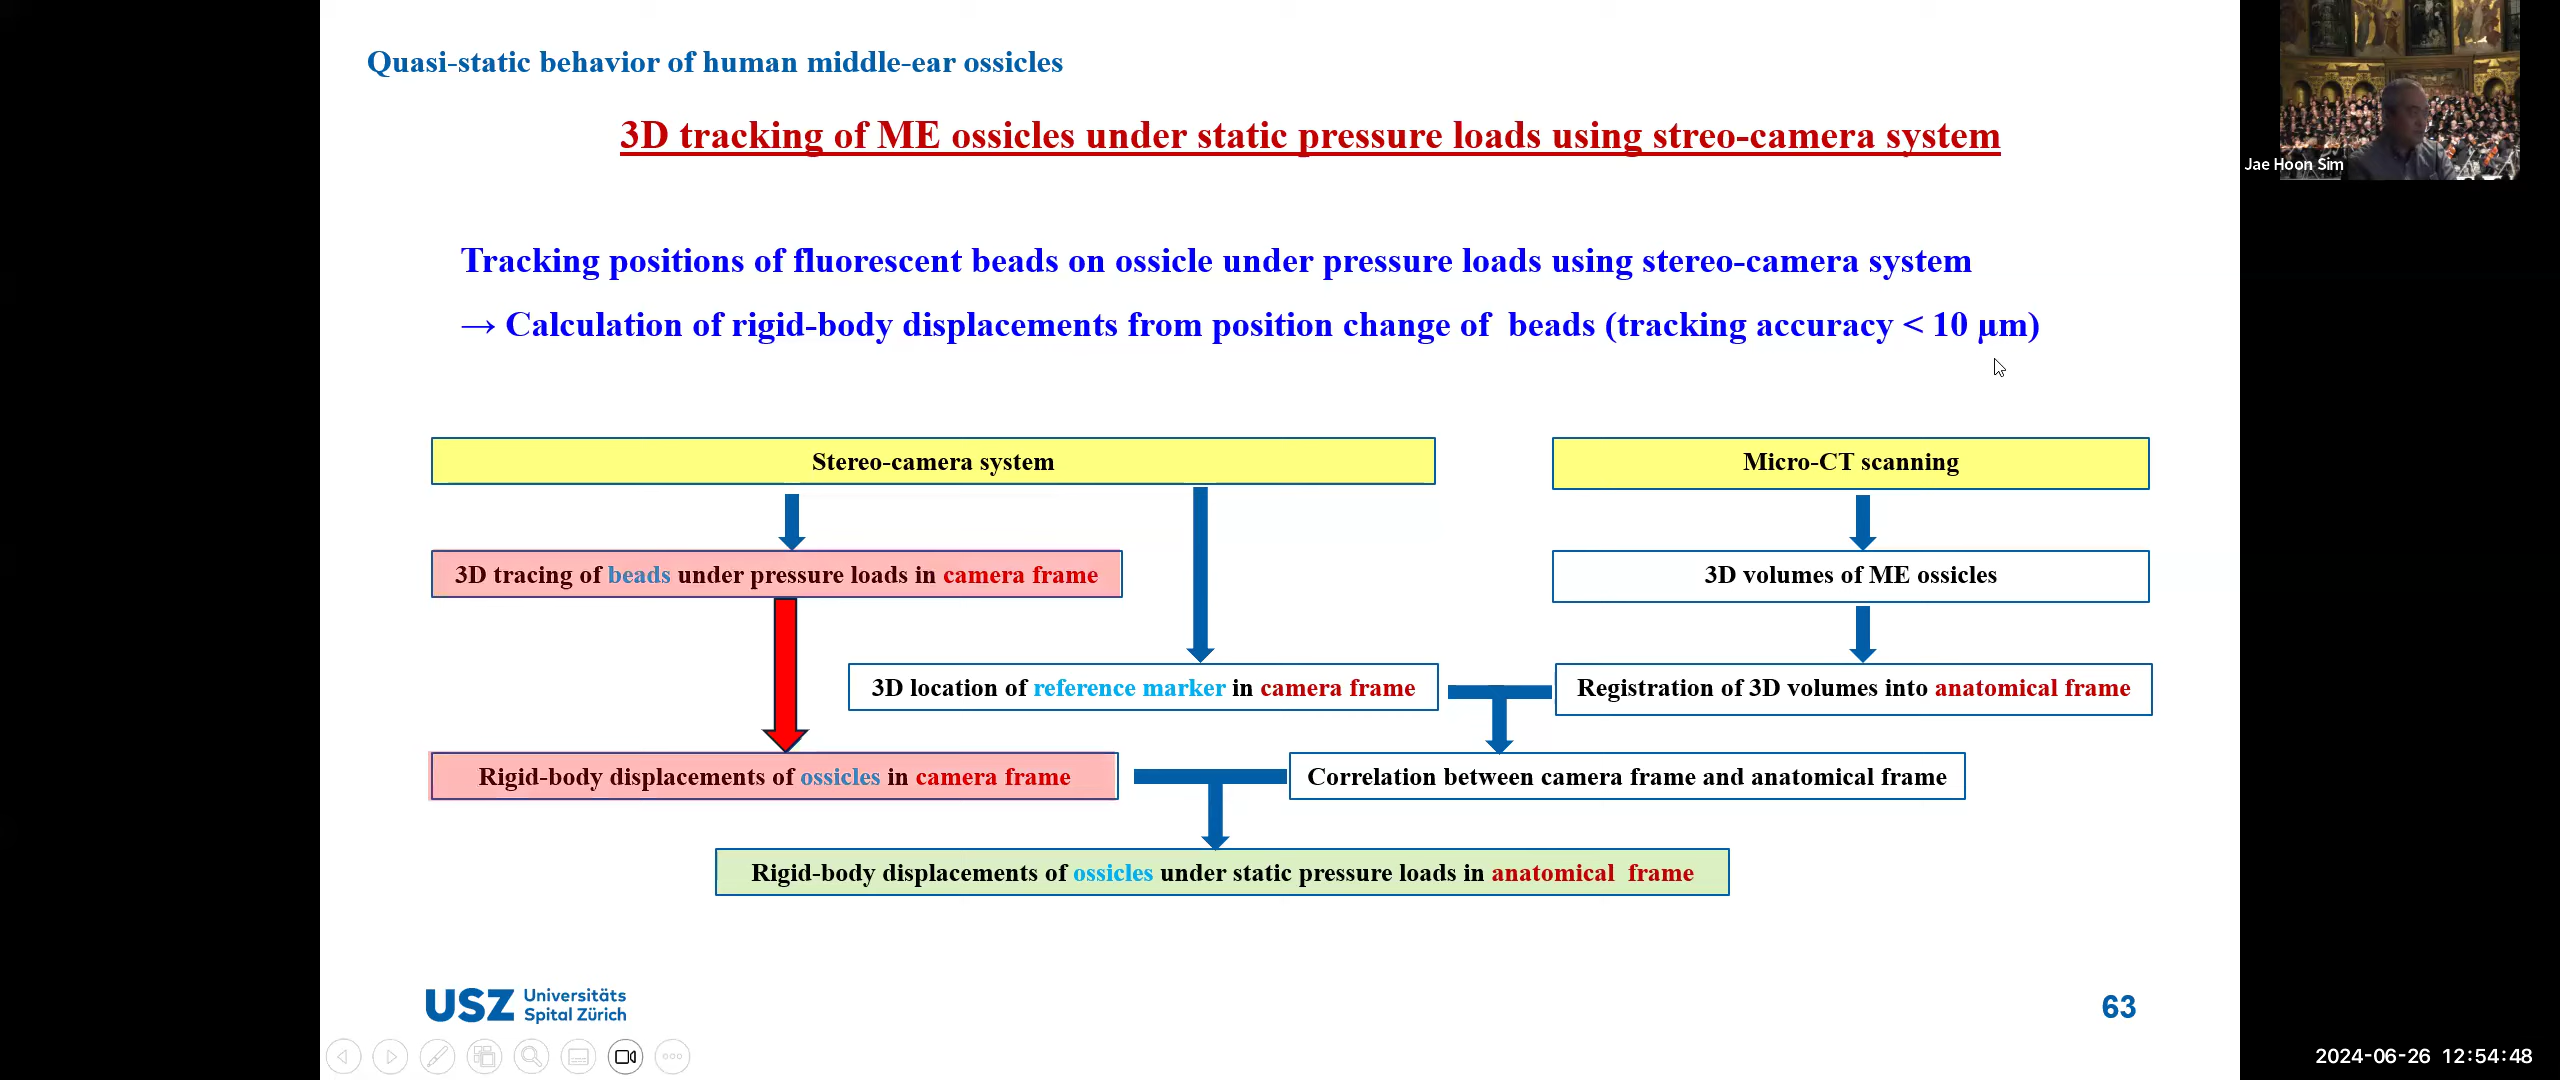 Quasi-static behavior of human middle-ear ossicles
3D tracking of ME ossicles under static pressure loads using streo-camera system
Jae Hoon Sim
Tracking positions of fluorescent beads on ossicle under pressure loads using stereo-camera system
→ Calculation of rigid-body displacements from position change of  beads (tracking accuracy < 10 μm)
Stereo-camera system
Micro-CT scanning
3D tracing of beads under pressure loads in camera frame
3D volumes of ME ossicles
3D location of reference marker in camera frame
Registration of 3D volumes into anatomical frame
Rigid-body displacements of ossicles in camera frame
Correlation between camera frame and anatomical frame
Rigid-body displacements of ossicles under static pressure loads in anatomical  frame
USZ Universitäts
Spital Zürich
63
2024-06-26 12:54:48